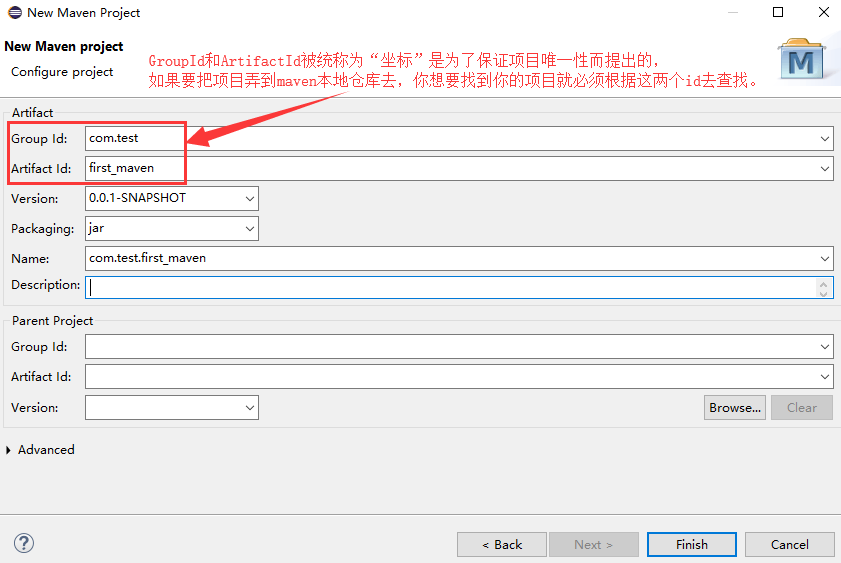 New Maven Project
New Maven project
Configure project
GroupId和ArtifactId被统称为“坐标”是为了保证项目唯一性而提出的，
如果要把项目弄到maven本地仓库去，你想要找到你的项目就必须根据这两个id去查找。
M
Artifact
Group Id: com.test
Artifact Id: first_maven
Version: 0.0.1-SNAPSHOT
Packaging: jar
Name: com.test.first_maven
Description:
Parent Project
Group Id:
Artifact Id:
Version: Browse... Clear
Advanced
? < Back Next > Finish Cancel